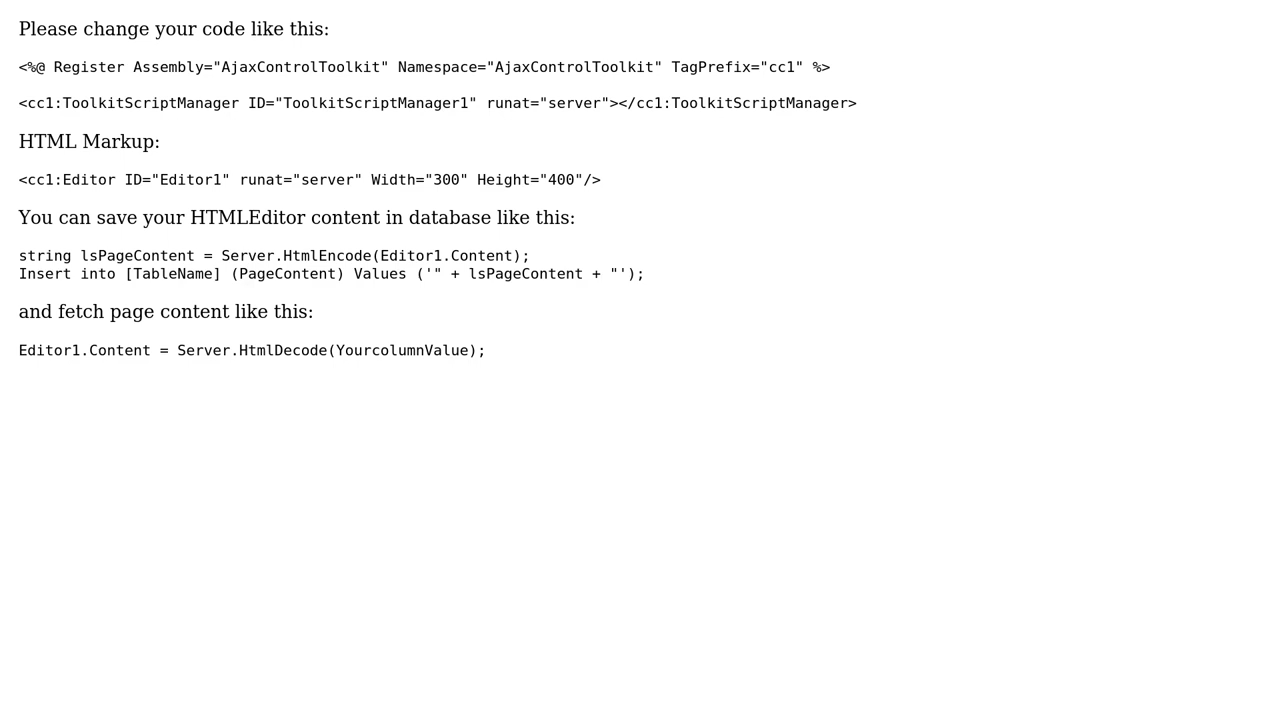 Please change your code like this:
<%@ Register Assembly="AjaxControlToolkit" Namespace="AjaxControlToolkit" TagPrefix="cc1" %>
<cc1:ToolkitScriptManager ID="ToolkitScriptManager1" runat="server"></cc1:ToolkitScriptManager>
HTML Markup:
<cc1:Editor ID="Editor1" runat="server" Width="300" Height="400"/>
You can save your HTMLEditor content in database like this:
string lsPageContent = Server.HtmlEncode(Editor1.Content);
Insert into [TableName] (PageContent) Values ('" + lsPageContent + "');
and fetch page content like this:
Editor1.Content = Server.HtmlDecode(YourcolumnValue);